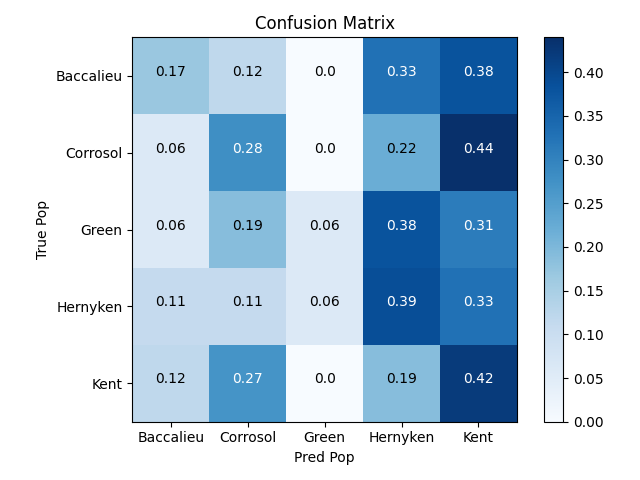 Confusion Matrix
Baccalieu 0.17 0.12 0.0 0.33 0.38
Corrosol 0.06 0.28 0.0 0.22 0.44
Green 0.06 0.19 0.06 0.38 0.31
Hernyken 0.11 0.11 0.06 0.39 0.33
Kent 0.12 0.27 0.0 0.19 0.42
Baccalieu Corrosol Green Hernyken Kent
Pred Pop
True Pop
0.40
0.35
0.30
0.25
0.20
0.15
0.10
0.05
0.00